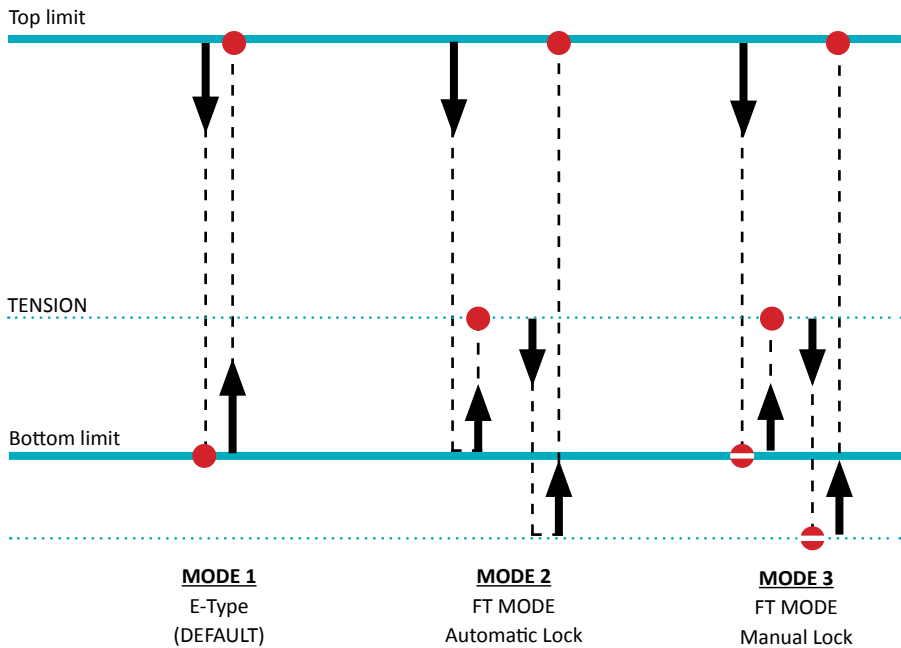 Top limit
TENSION
Bottom limit
MODE 1
E-Type
(DEFAULT)
MODE 2
FT MODE
Automatic Lock
MODE 3
FT MODE
Manual Lock